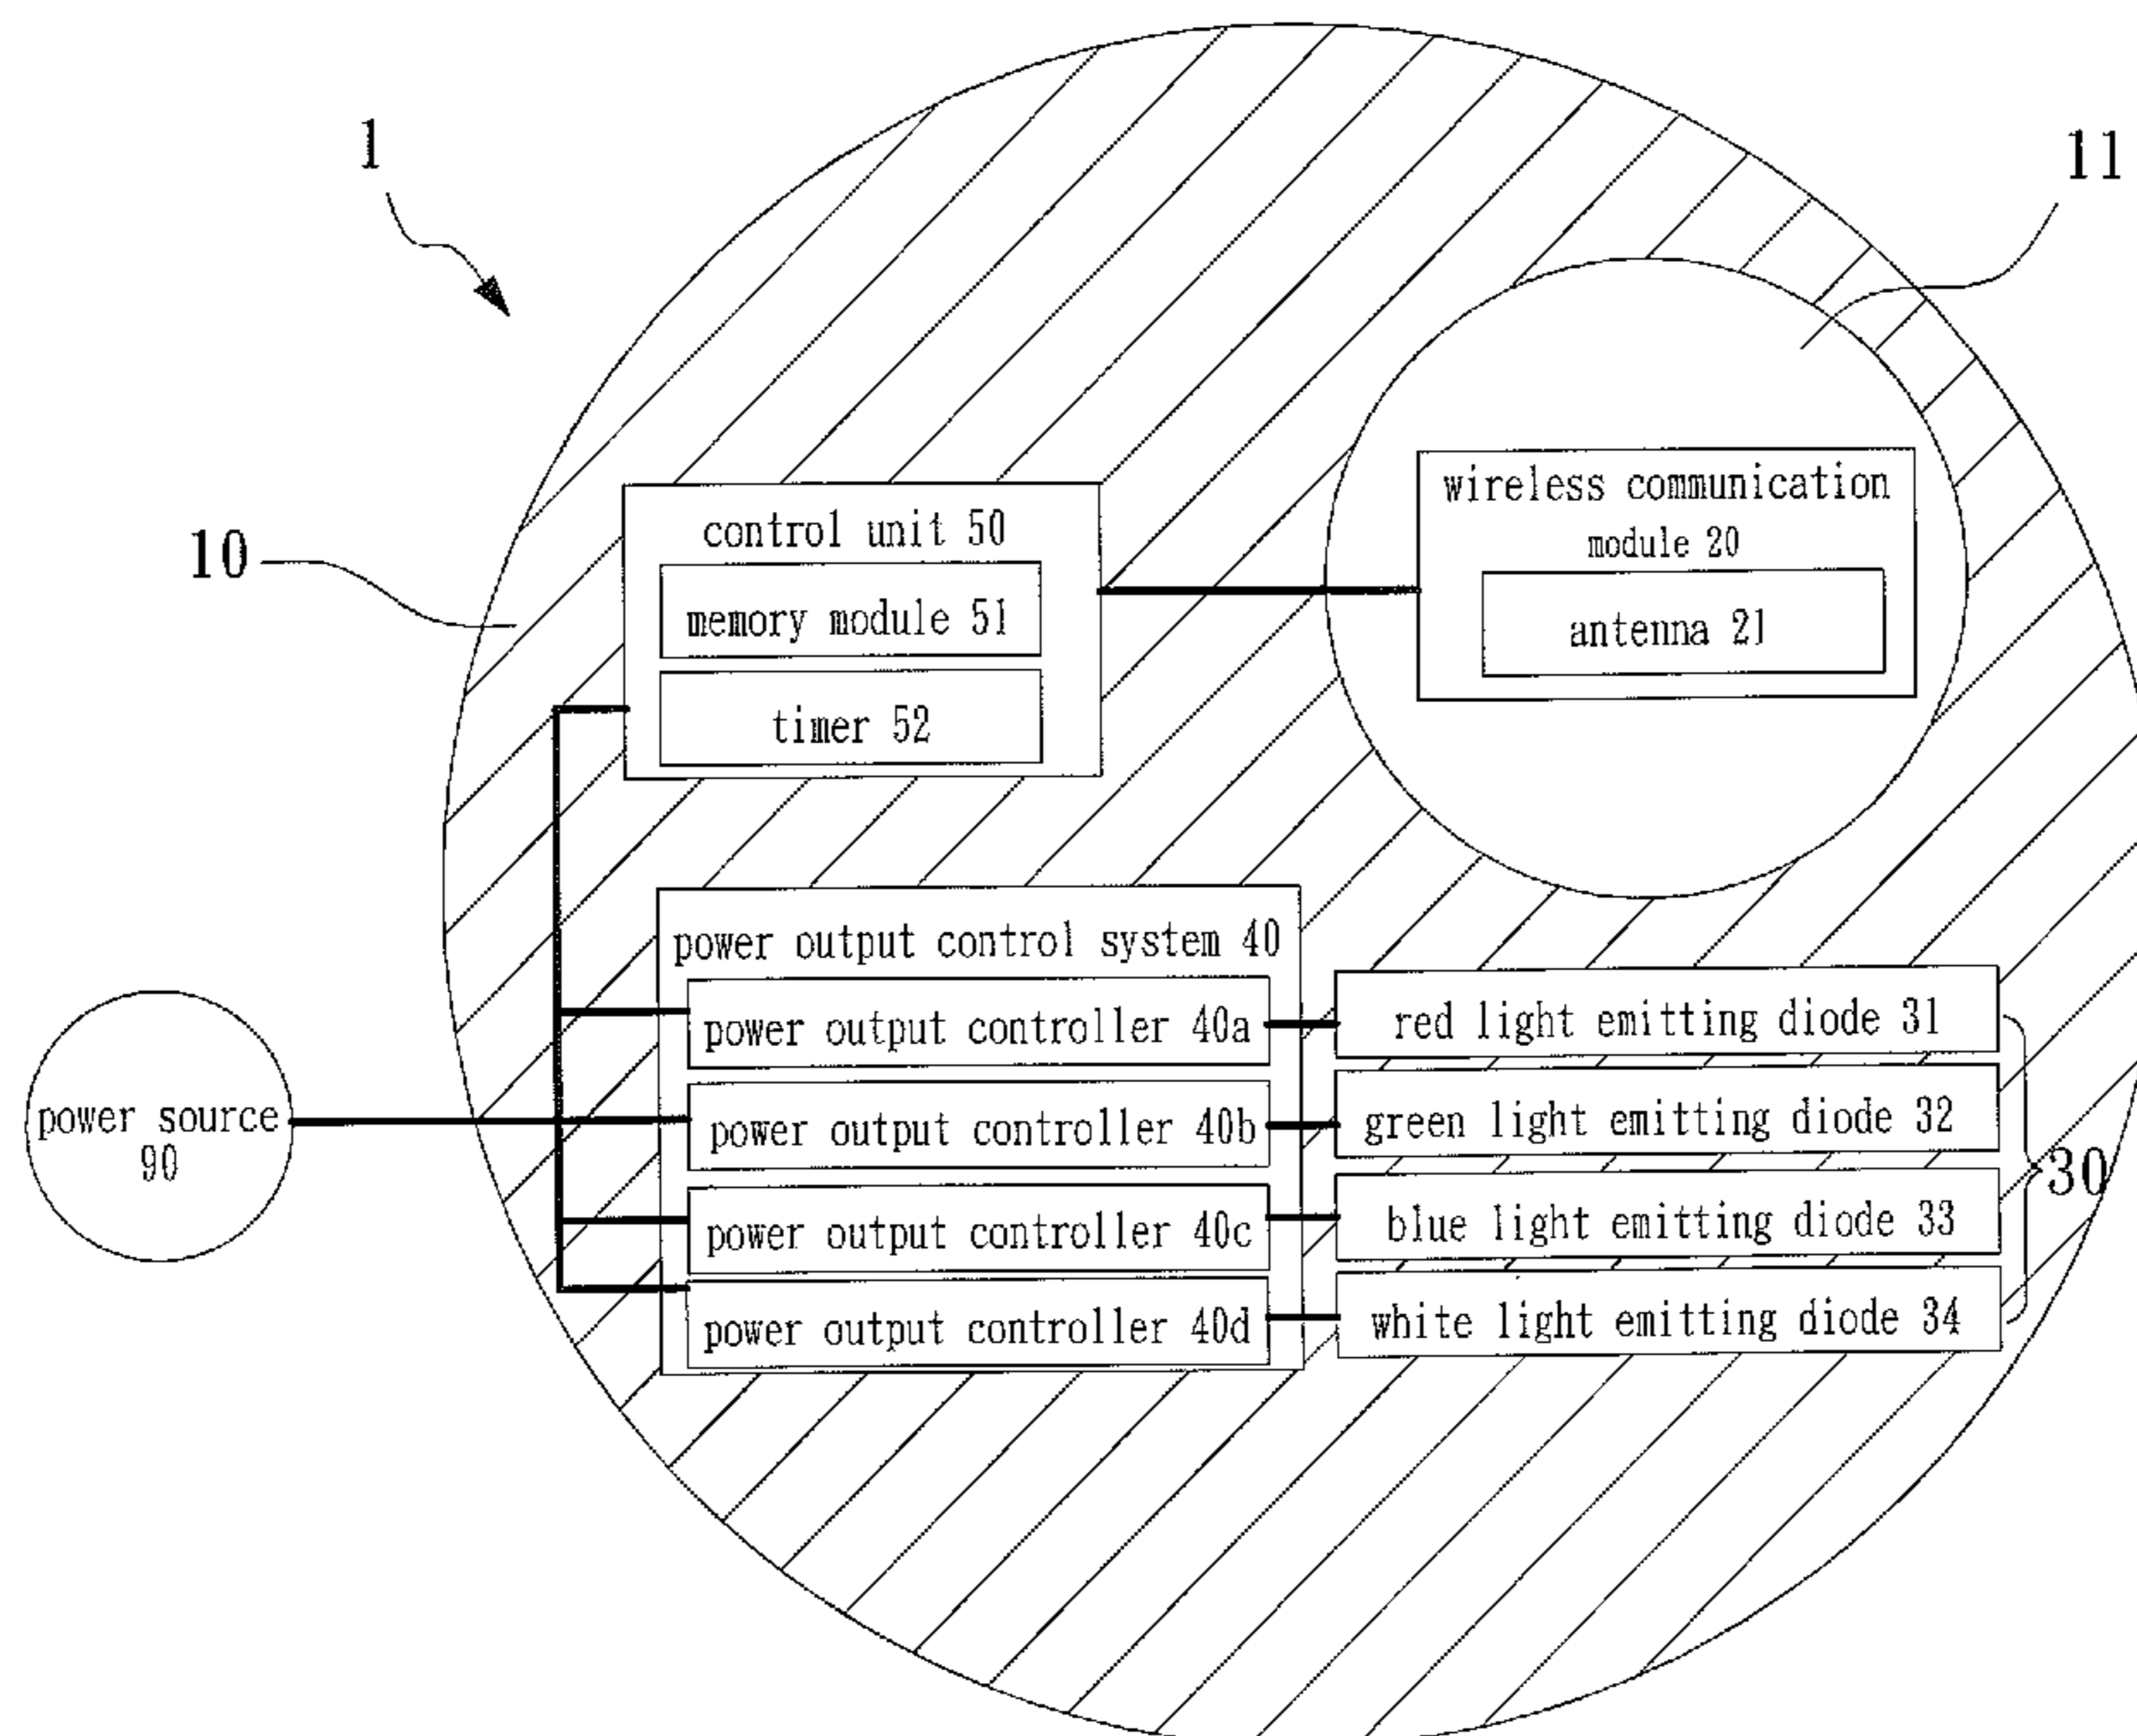 1
11
10
control unit 50
memory module 51
timer 52
wireless communication
module 20
antenna 21
power source
90
power output control system 40
power output controller 40a
power output controller 40b
power output controller 40c
power output controller 40d
red light emitting diode 31
green light emitting diode 32
blue light emitting diode 33
white light emitting diode 34
30